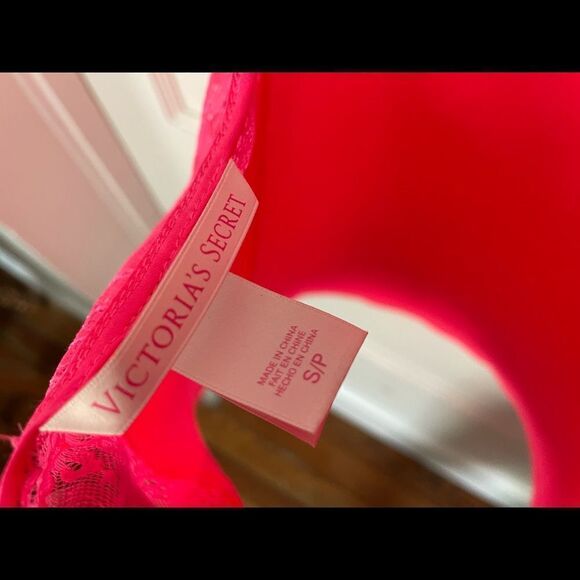 VICTORIA'S SECRET
MADE IN CHINA
FAIT EN CHINE
HECHO EN CHINA
S/P